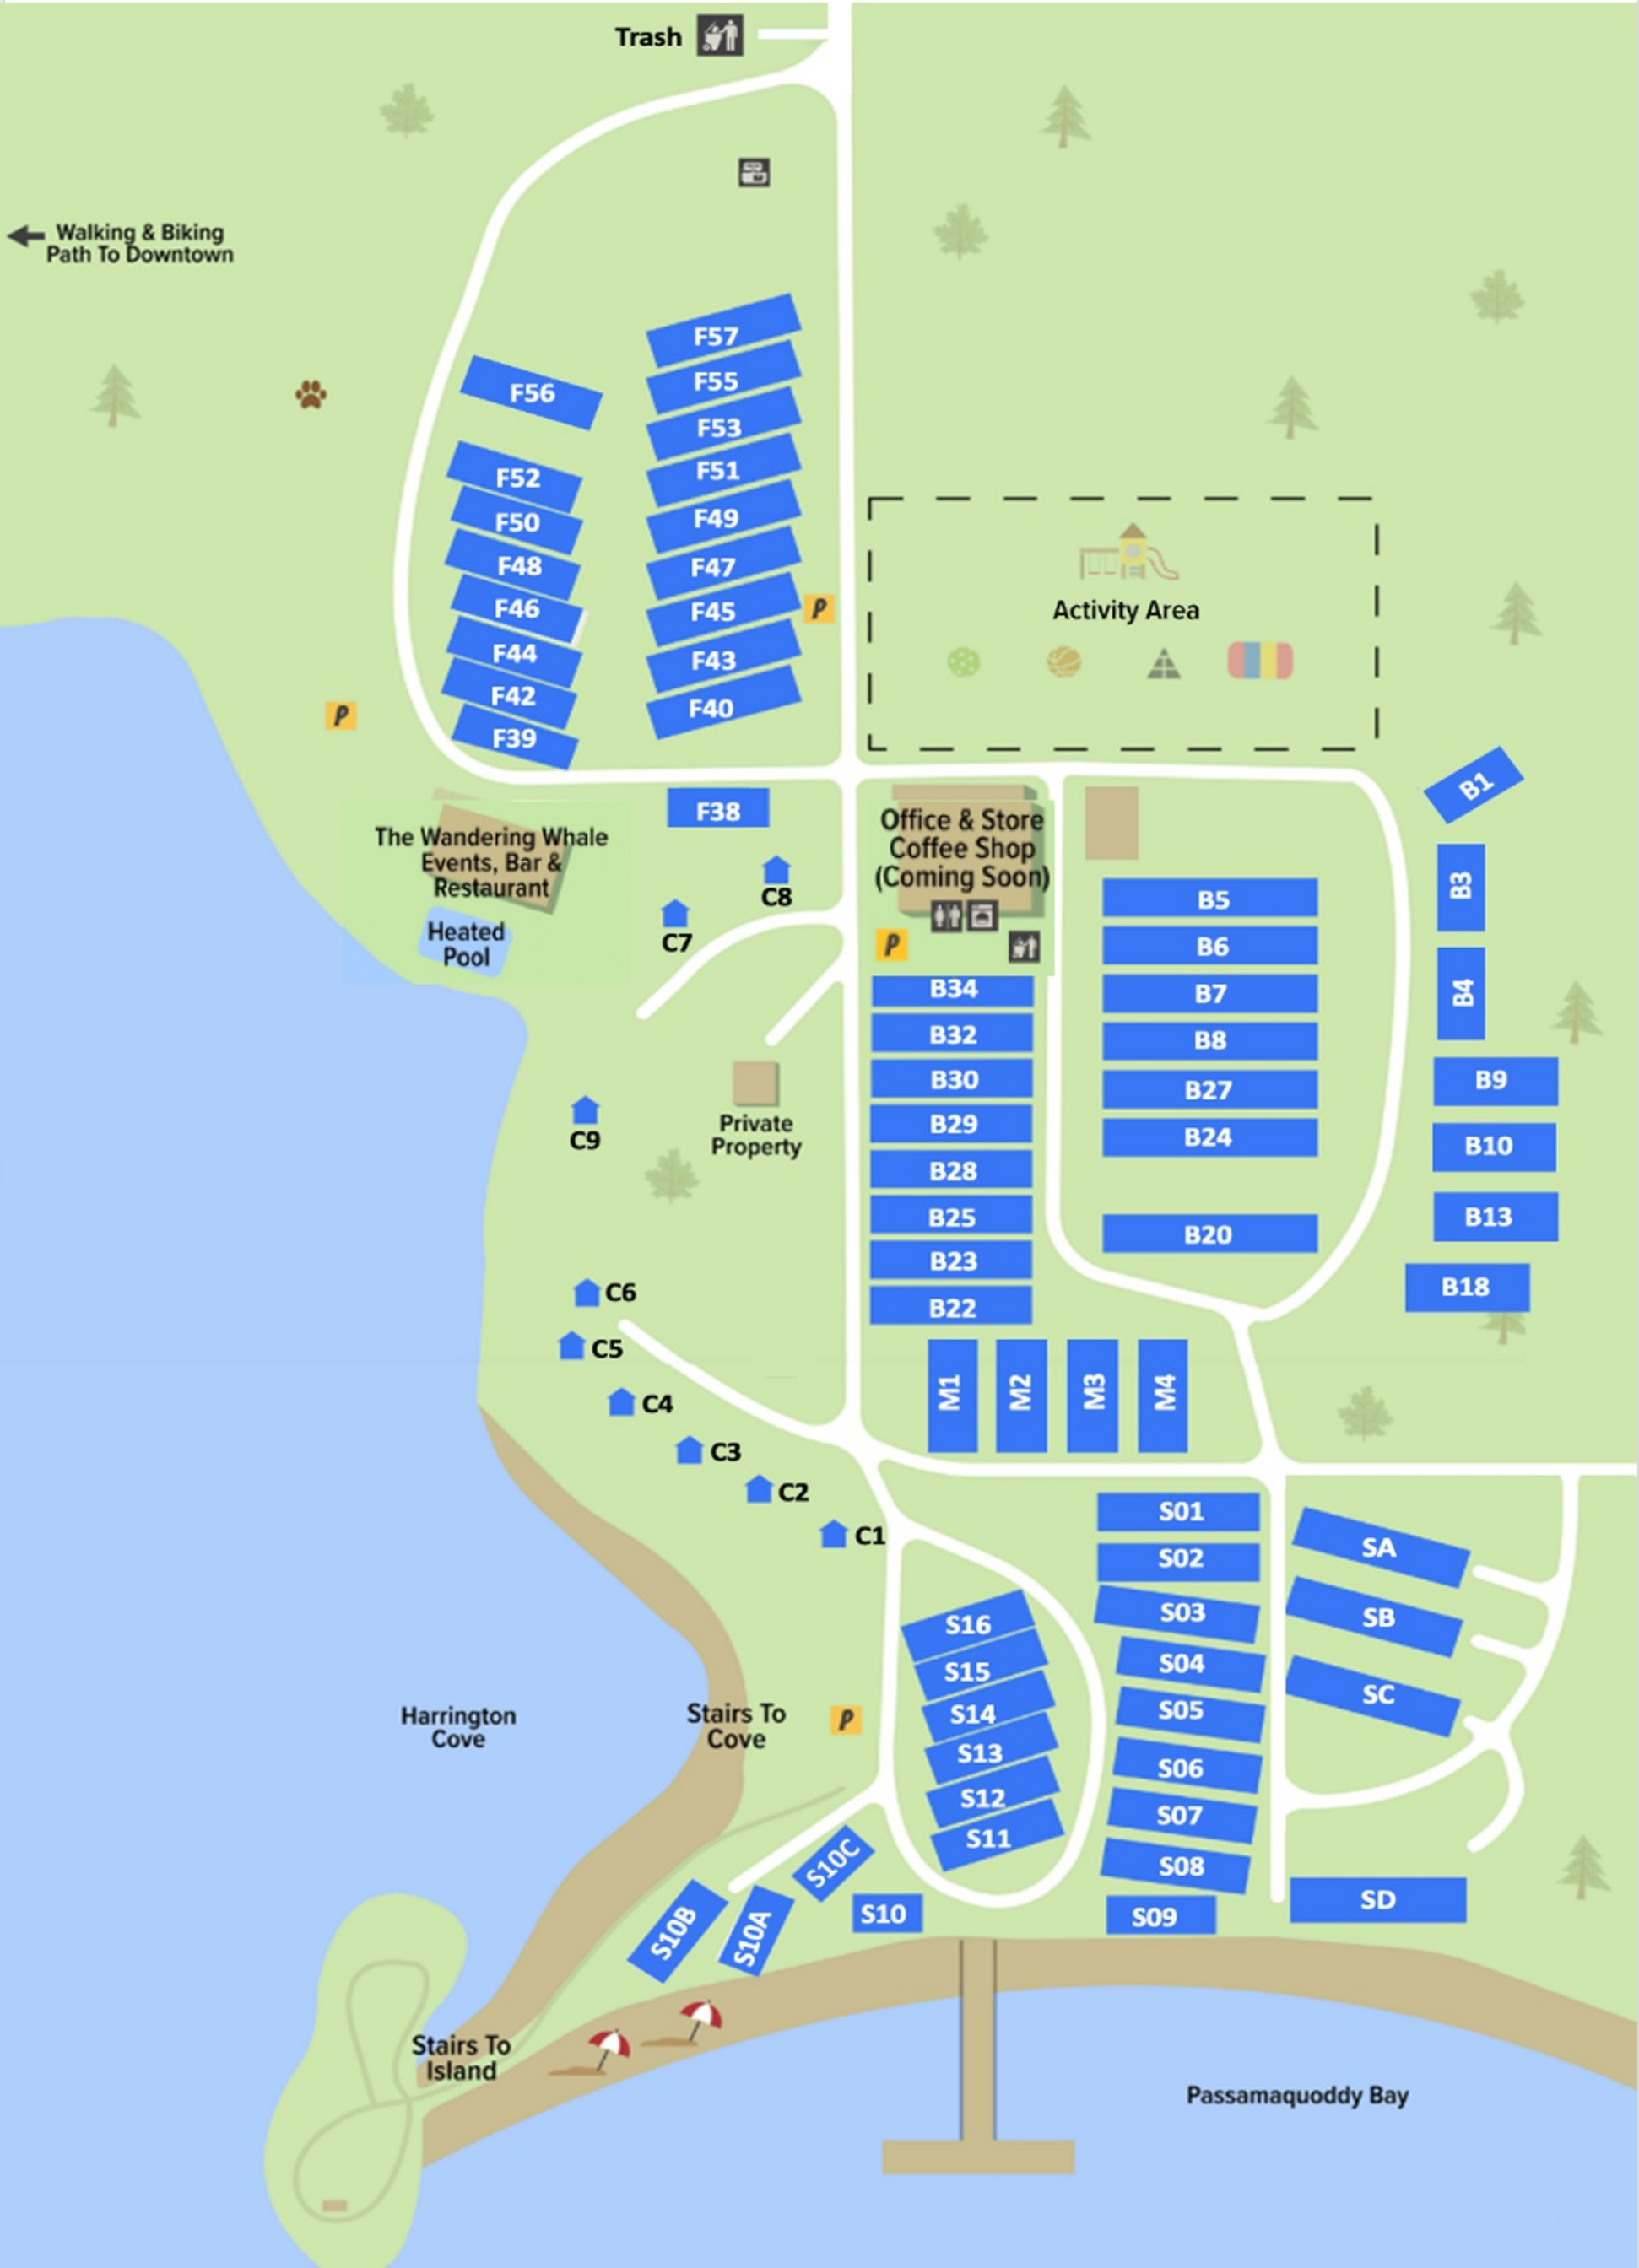 Trash
Walking & Biking
Path To Downtown
F57
F55
F56
F53
F51
F52
F49
F50
F47
F48
F45
P
F46
Activity Area
F43
F44
F42
F40
P
F39
B1
F38
The Wandering Whale
Events, Bar &
Restaurant
Heated
Pool
Office & Store
Coffee Shop
(Coming Soon)
C8
C7
P
B3
B5
B6
B7
B8
B27
B24
B20
B4
B34
B32
B30
B29
B28
B25
B23
B22
B9
B10
B13
B18
Private
Property
C9
C6
C5
C4
C3
C2
C1
M1
M2
M3
M4
S01
S02
S03
S04
S05
S06
S07
S08
S09
SA
SB
SC
SD
S16
S15
S14
S13
S12
S11
Harrington
Cove
Stairs To
Cove
P
S10C
S10
S10B
S10A
Stairs To
Island
Passamaquoddy Bay